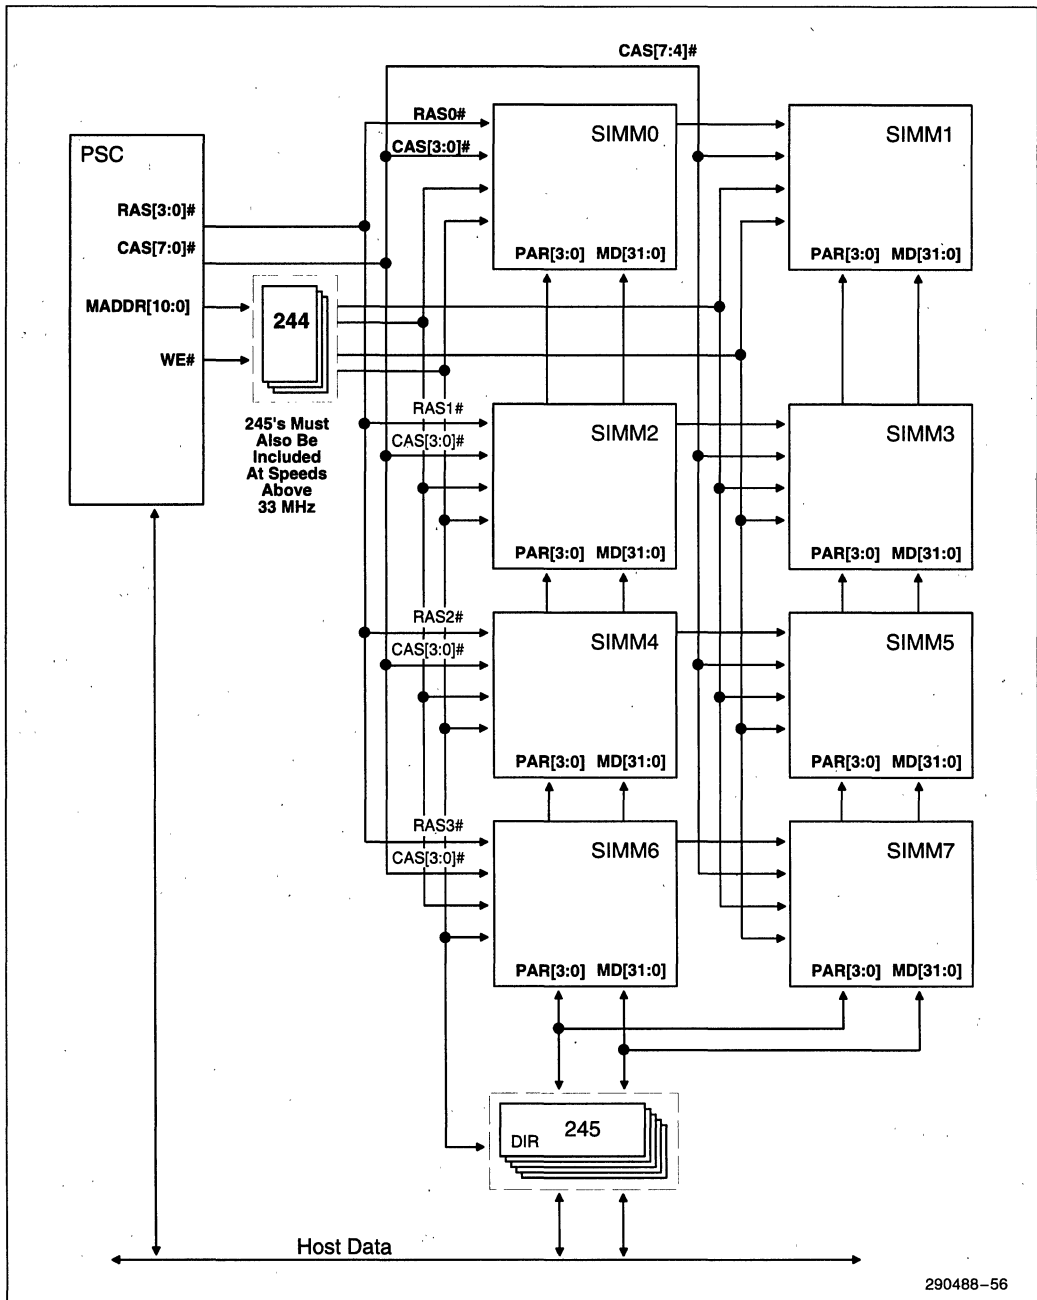 CAS[7:4]#
RAS0#
SIMM0
SIMM1
PSC
CAS[3:0]#
RAS[3:0]#
CAS[7:0]#
PAR[3:0] MD[31:0]
PAR[3:0] MD[31:0]
MADDR[10:0]
244
WE#
245's Must
Also Be
Included
At Speeds
Above
33 MHz
RAS1#
SIMM2
SIMM3
CAS[3:0]#
PAR[3:0] MD[31:0]
PAR[3:0] MD[31:0]
RAS2#
SIMM4
SIMM5
CAS[3:0]#
PAR[3:0] MD[31:0]
PAR[3:0] MD[31:0]
RAS3#
SIMM6
SIMM7
CAS[3:0]#
PAR[3:0] MD[31:0]
PAR[3:0] MD[31:0]
245
DIR
Host Data
290488-56